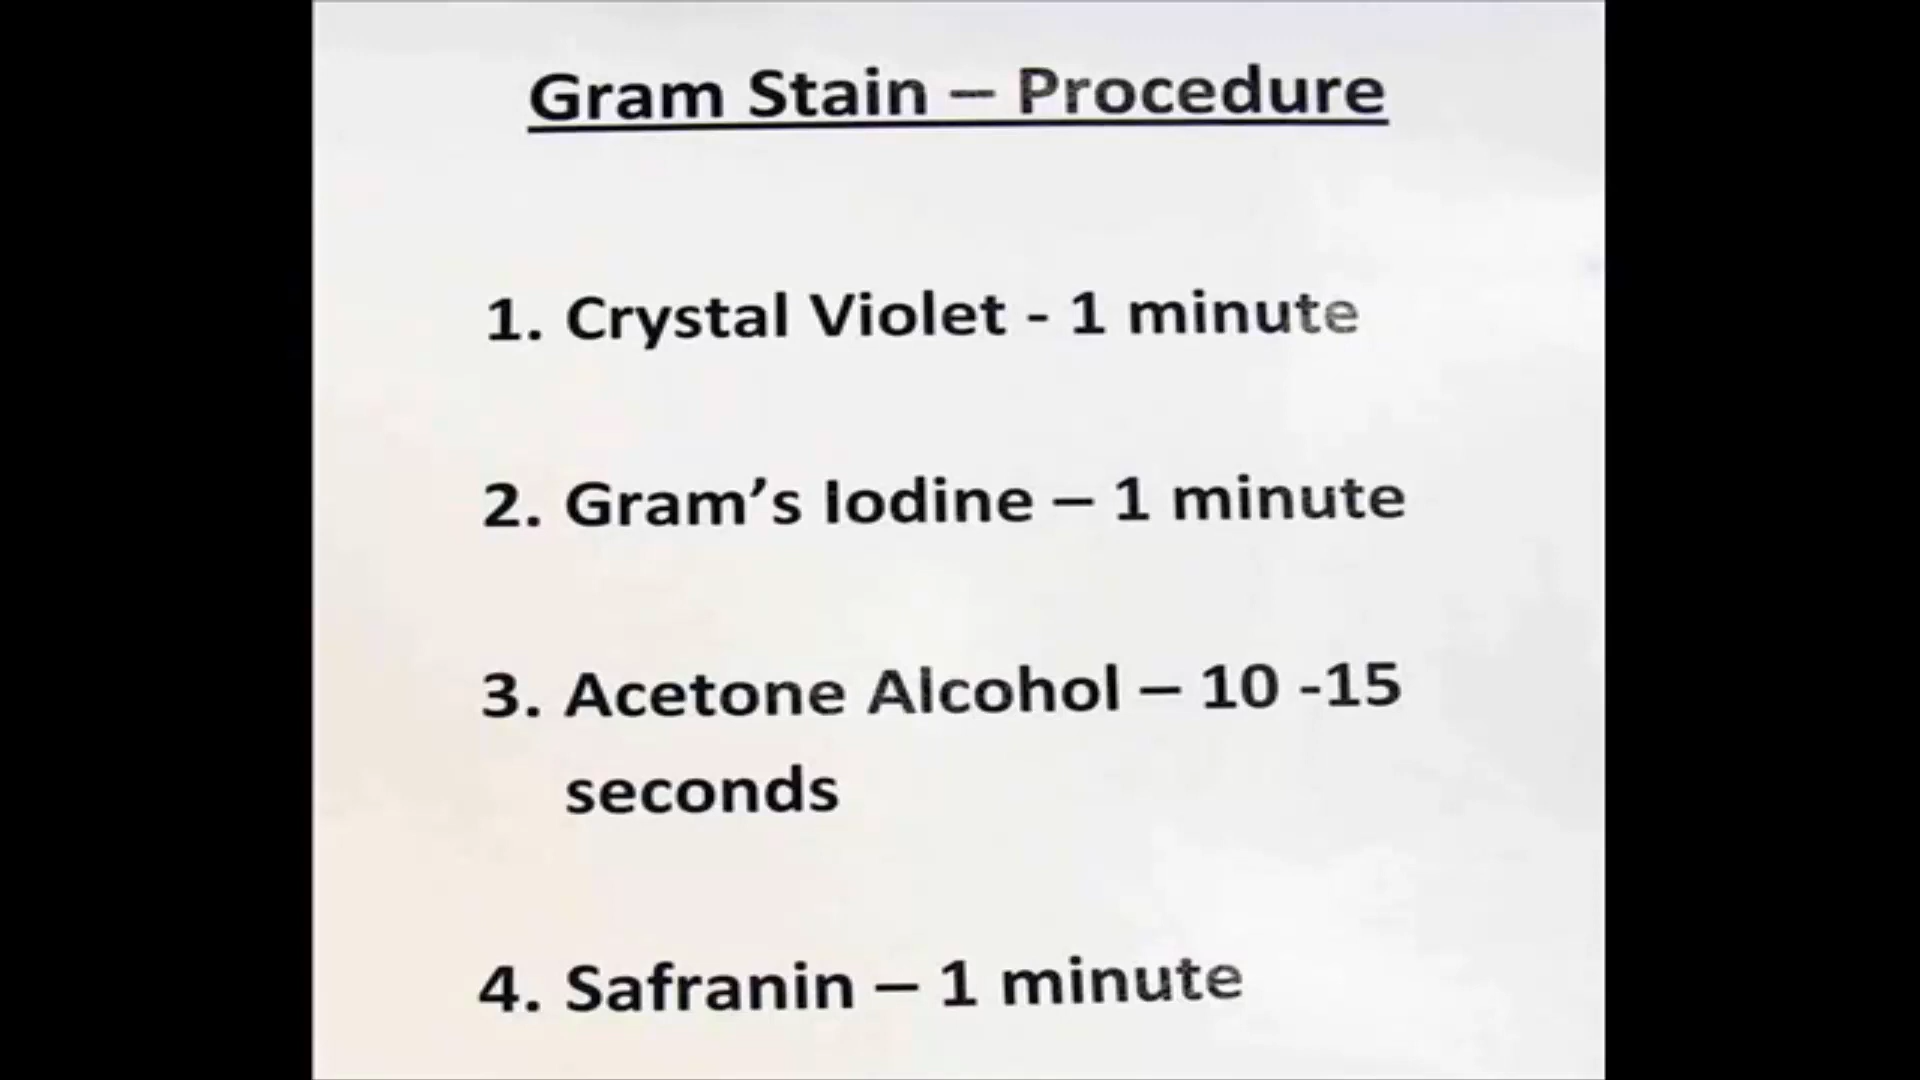 Gram Stain – Procedure
1. Crystal Violet - 1 minute
2. Gram’s Iodine – 1 minute
3. Acetone Alcohol – 10 -15
seconds
4. Safranin – 1 minute